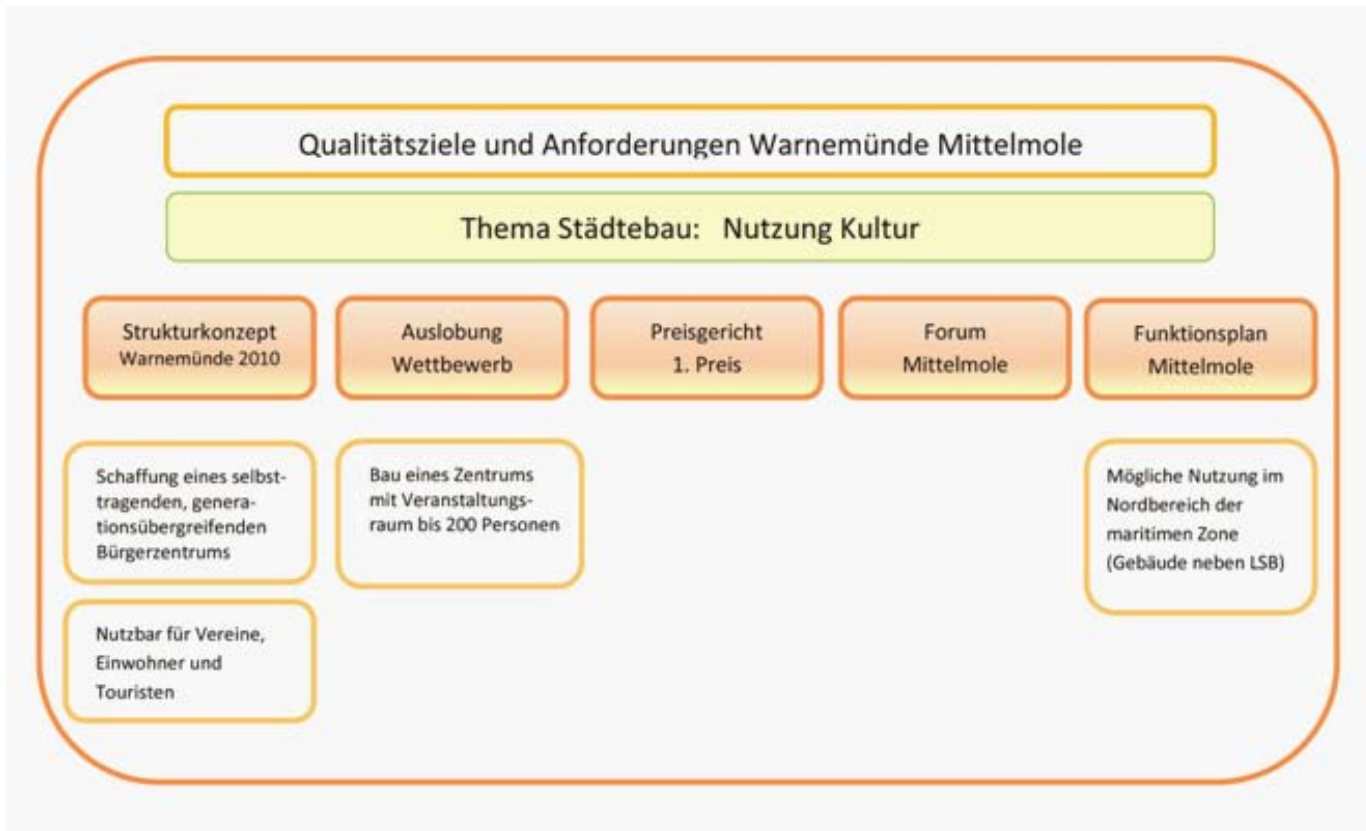 Qualitätsziele und Anforderungen Warnemünde Mittelmole
Thema Städtebau: Nutzung Kultur
Strukturkonzept
Warnemünde 2010
Auslobung
Wettbewerb
Preisgericht
1. Preis
Forum
Mittelmole
Funktionsplan
Mittelmole
Schaffung eines selbst-
tragenden, genera-
tionsübergreifenden
Bürgerzentrums
Nutzbar für Vereine,
Einwohner und
Touristen
Bau eines Zentrums
mit Veranstaltungs-
raum bis 200 Personen
Mögliche Nutzung im
Nordbereich der
maritimen Zone
(Gebäude neben LSB)